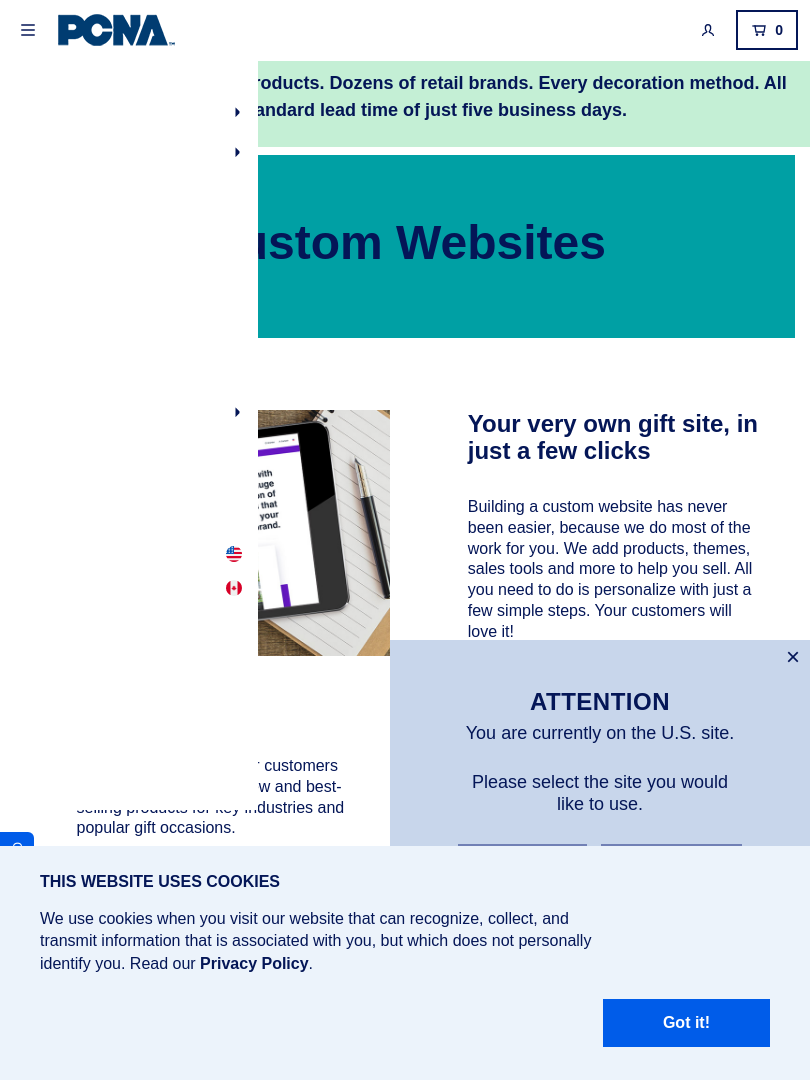 PCNA
0
roducts. Dozens of retail brands. Every decoration method. All
andard lead time of just five business days.
ustom Websites
with
uge
on of
s that
your
brand.
Your very own gift site, in
just a few clicks
Building a custom website has never
been easier, because we do most of the
work for you. We add products, themes,
sales tools and more to help you sell. All
you need to do is personalize with just a
few simple steps. Your customers will
love it!
ATTENTION
You are currently on the U.S. site.
Please select the site you would
like to use.
customers
w and best-
selling products for key industries and
popular gift occasions.
THIS WEBSITE USES COOKIES
We use cookies when you visit our website that can recognize, collect, and
transmit information that is associated with you, but which does not personally
identify you. Read our Privacy Policy.
Got it!